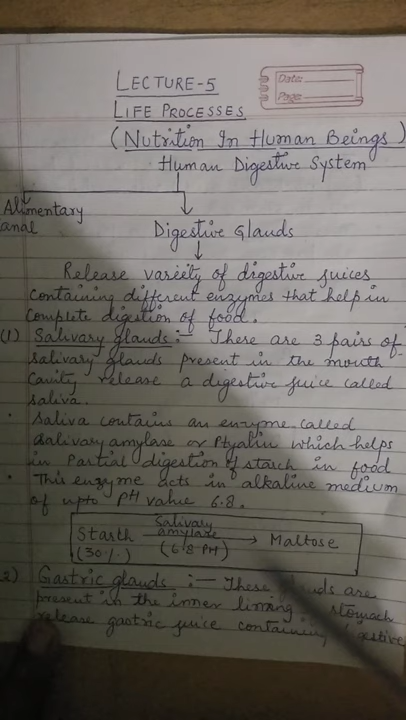 LECTURE-5
Date:
Page:
LIFE PROCESSES
(Nutrition In Human Beings)
Human Digestive System
Alimentary
anal
Digestive Glands
Release varieity of digestive juices
containing different enzymes that help in
complete digestion of food.
(1) Salivary glands:- There are 3 pairs of
salivary glands present in the mouth
cavity release a digestive juice called
saliva.
• Saliva contains an enzyme called
salivary amylase or Ptyalin which helps
in Partial digestion of starch in food
• This enzyme acts in alkaline medium
of upto PH value 6.8.
Salivary
Starsh amylase → Maltose
(30%) (6.8 PH)
2) Gastric glands :- These glands are
present in the inner lining stomach
release gastric juice containing